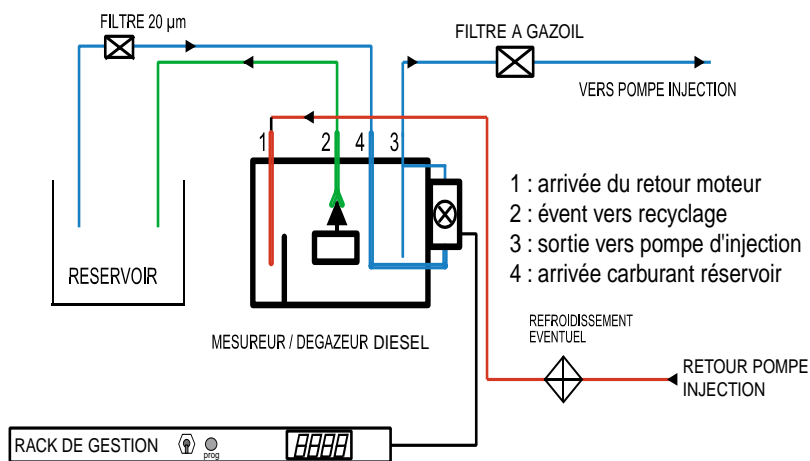 FILTRE 20 µm
FILTRE A GAZOIL
VERS POMPE INJECTION
1 2 4 3
1 : arrivée du retour moteur
2 : évent vers recyclage
3 : sortie vers pompe d'injection
4 : arrivée carburant réservoir
RESERVOIR
MESUREUR / DEGAZEUR DIESEL
REFROIDISSEMENT
EVENTUEL
RETOUR POMPE
INJECTION
RACK DE GESTION
prog
8888